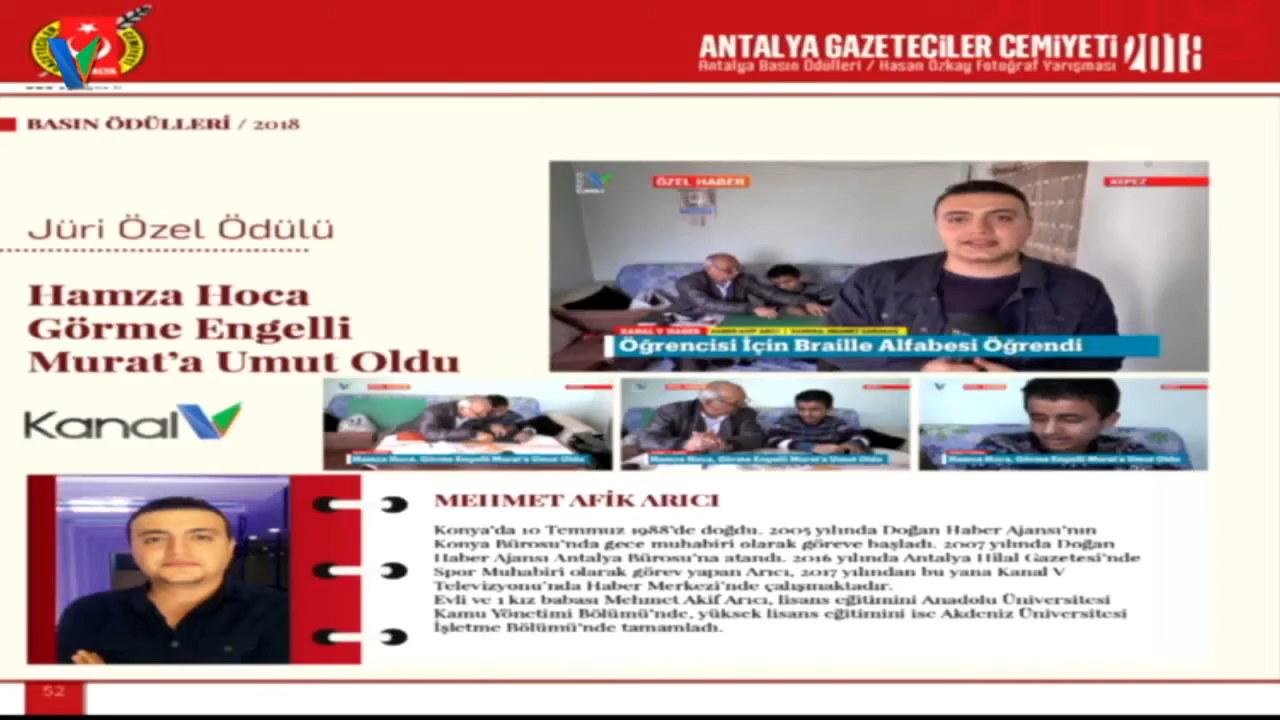 ANTALYA GAZETECiLER CEMiYETi 2018
Antalya Basın Ödülleri / Hasan Özkay Fotoğraf Yarışması
BASIN ÖDÜLLERİ / 2018
Jüri Özel Ödülü
Hamza Hoca
Görme Engelli
Murat'a Umut Oldu
Kanal V
ÖZEL HABER
KEPEZ
KANAL V HABER
Öğrencisi İçin Braille Alfabesi Öğrendi
Hamza Hoca, Görme Engelli Murat'a Umut Oldu
Hamza Hoca, Görme Engelli Murat'a Umut Oldu
Hamza Hoca, Görme Engelli Murat'a Umut Oldu
MEHMET AFİK ARICI
Konya'da 10 Temmuz 1988'de doğdu. 2005 yılında Doğan Haber Ajansı'nın
Konya Bürosu'nda gece muhabiri olarak göreve başladı. 2007 yılında Doğan
Haber Ajansı Antalya Bürosu'na atandı. 2016 yılında Antalya Hilal Gazetesi'nde
Spor Muhabiri olarak görev yapan Arıcı, 2017 yılından bu yana Kanal V
Televizyonu'nda Haber Merkezi'nde çalışmaktadır.
Evli ve 1 kız babası Mehmet Akif Arıcı, lisans eğitimini Anadolu Üniversitesi
Kamu Yönetimi Bölümü'nde, yüksek lisans eğitimini ise Akdeniz Üniversitesi
İşletme Bölümü'nde tamamladı.
52